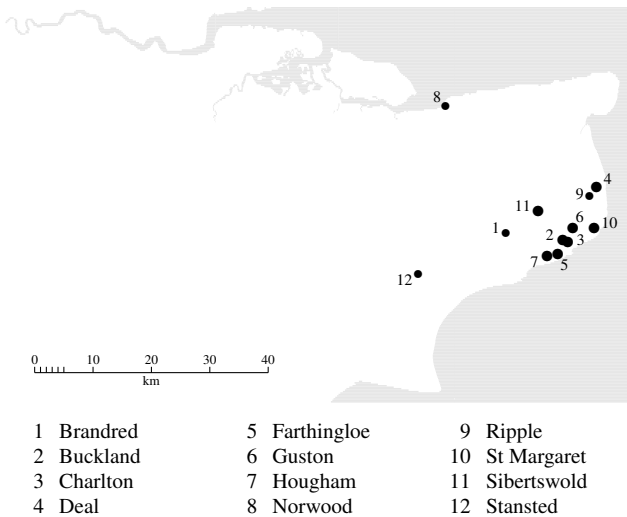 8
4
9
11
6
10
1
2
3
7
5
12
0 10 20 30 40
km
1 Brandred
2 Buckland
3 Charlton
4 Deal
5 Farthingloe
6 Guston
7 Hougham
8 Norwood
9 Ripple
10 St Margaret
11 Sibertswold
12 Stansted